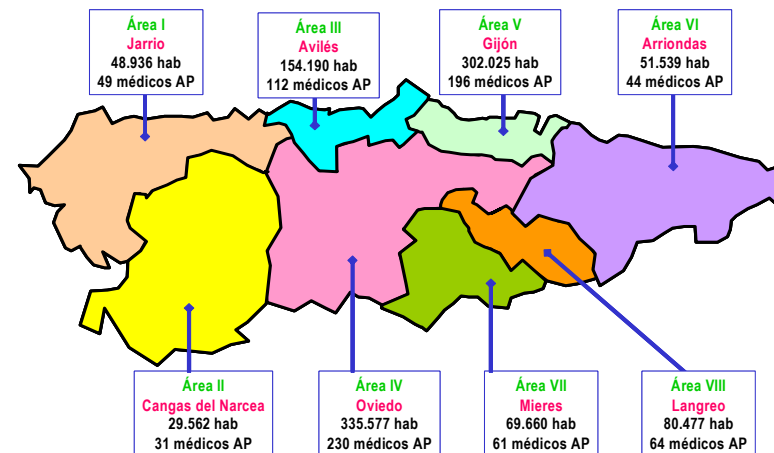 Área I
Jarrio
48.936 hab
49 médicos AP
Área III
Avilés
154.190 hab
112 médicos AP
Área V
Gijón
302.025 hab
196 médicos AP
Área VI
Arriondas
51.539 hab
44 médicos AP
Área II
Cangas del Narcea
29.562 hab
31 médicos AP
Área IV
Oviedo
335.577 hab
230 médicos AP
Área VII
Mieres
69.660 hab
61 médicos AP
Área VIII
Langreo
80.477 hab
64 médicos AP